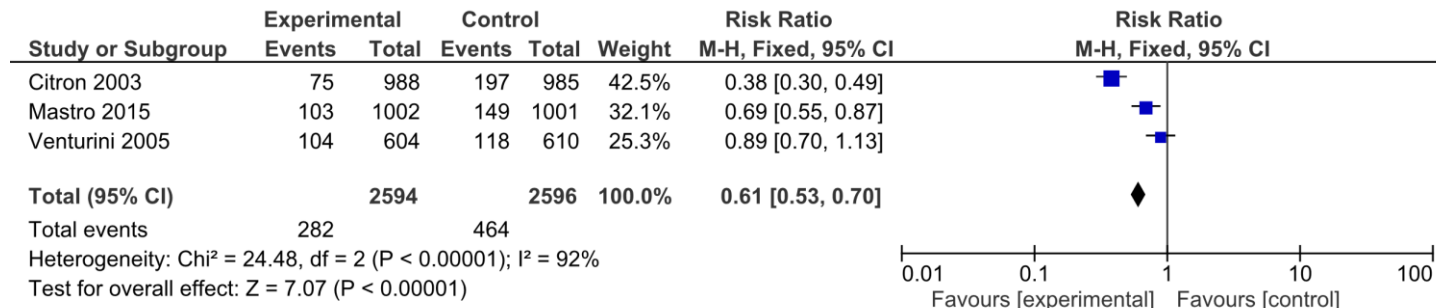 Experimental Control Risk Ratio Risk Ratio
Study or Subgroup Events Total Events Total Weight M-H, Fixed, 95% CI M-H, Fixed, 95% CI
Citron 2003 75 988 197 985 42.5% 0.38 [0.30, 0.49]
Mastro 2015 103 1002 149 1001 32.1% 0.69 [0.55, 0.87]
Venturini 2005 104 604 118 610 25.3% 0.89 [0.70, 1.13]
Total (95% CI) 2594 2596 100.0% 0.61 [0.53, 0.70]
Total events 282 464
Heterogeneity: Chi² = 24.48, df = 2 (P < 0.00001); I² = 92%
Test for overall effect: Z = 7.07 (P < 0.00001)
0.01 0.1 1 10 100
Favours [experimental] Favours [control]